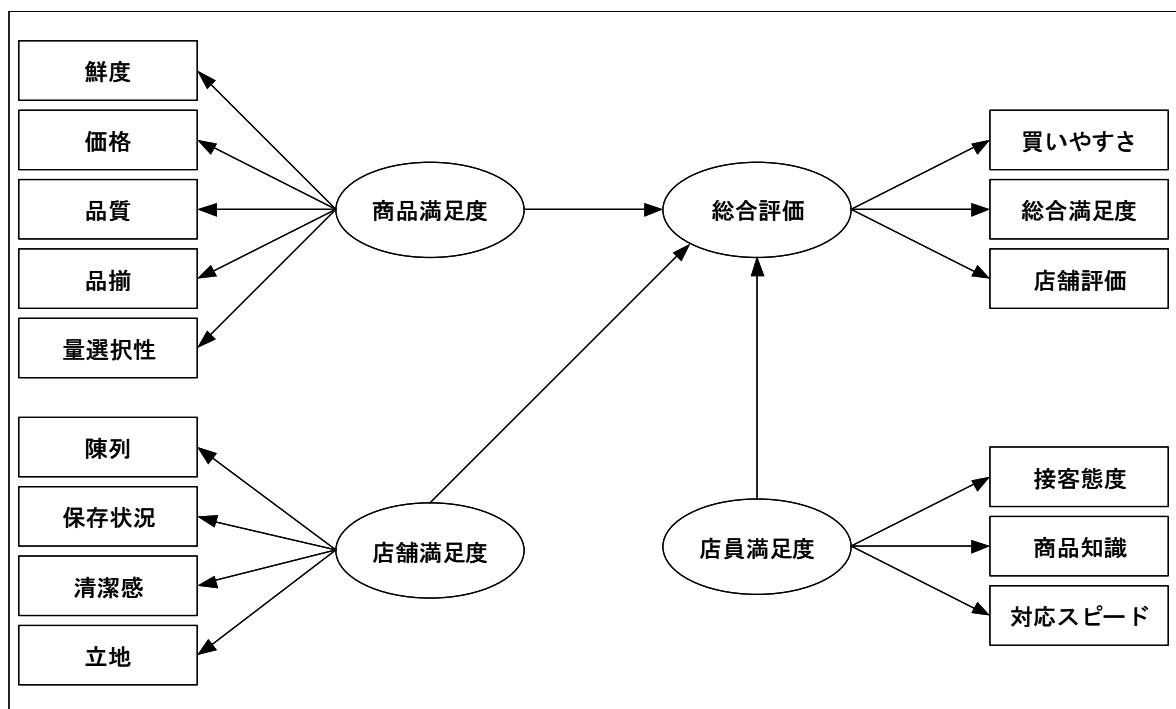 鮮度
価格
品質
品揃
量選択性
商品満足度
総合評価
買いやすさ
総合満足度
店舗評価
陳列
保存状況
清潔感
立地
店舗満足度
店員満足度
接客態度
商品知識
対応スピード